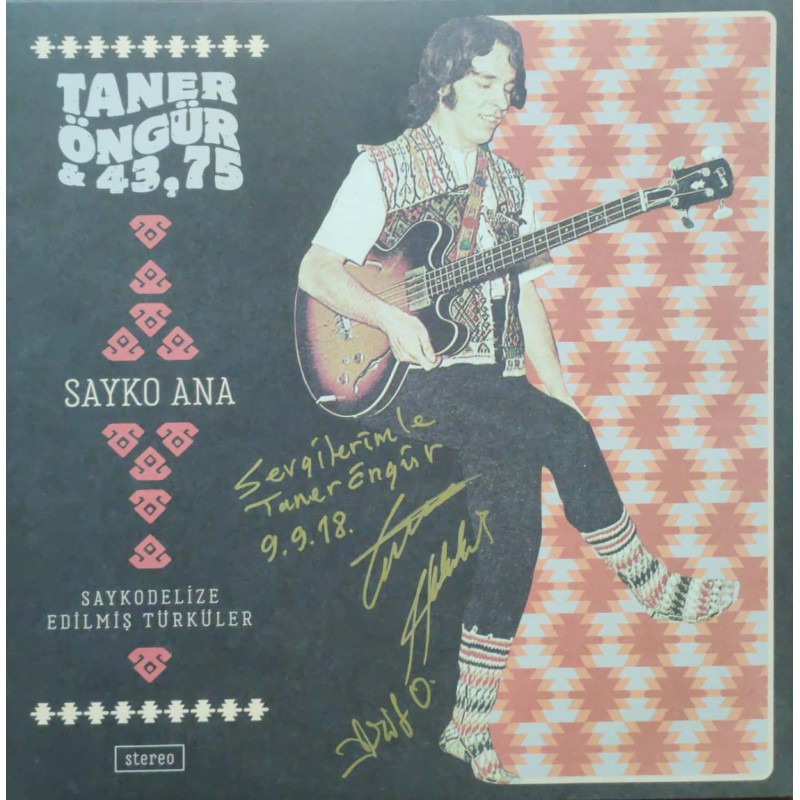 TANER
ÖNGÜR
& 43,75
SAYKO ANA
Sevgilerimle
Taner Öngür
9.9.18.
SAYKODELİZE
EDİLMİŞ TÜRKÜLER
stereo